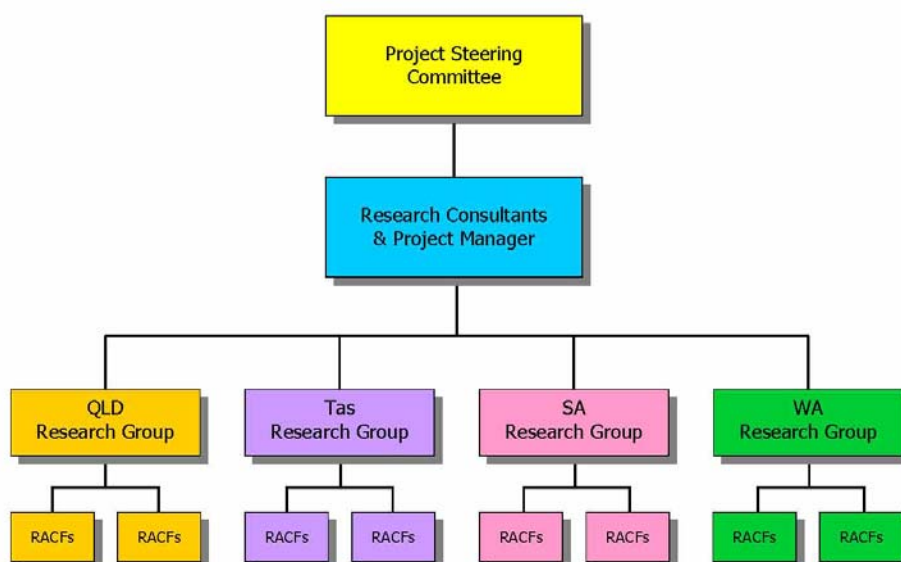 Project Steering
Committee
Research Consultants
& Project Manager
QLD
Research Group
Tas
Research Group
SA
Research Group
WA
Research Group
RACFs
RACFs
RACFs
RACFs
RACFs
RACFs
RACFs
RACFs